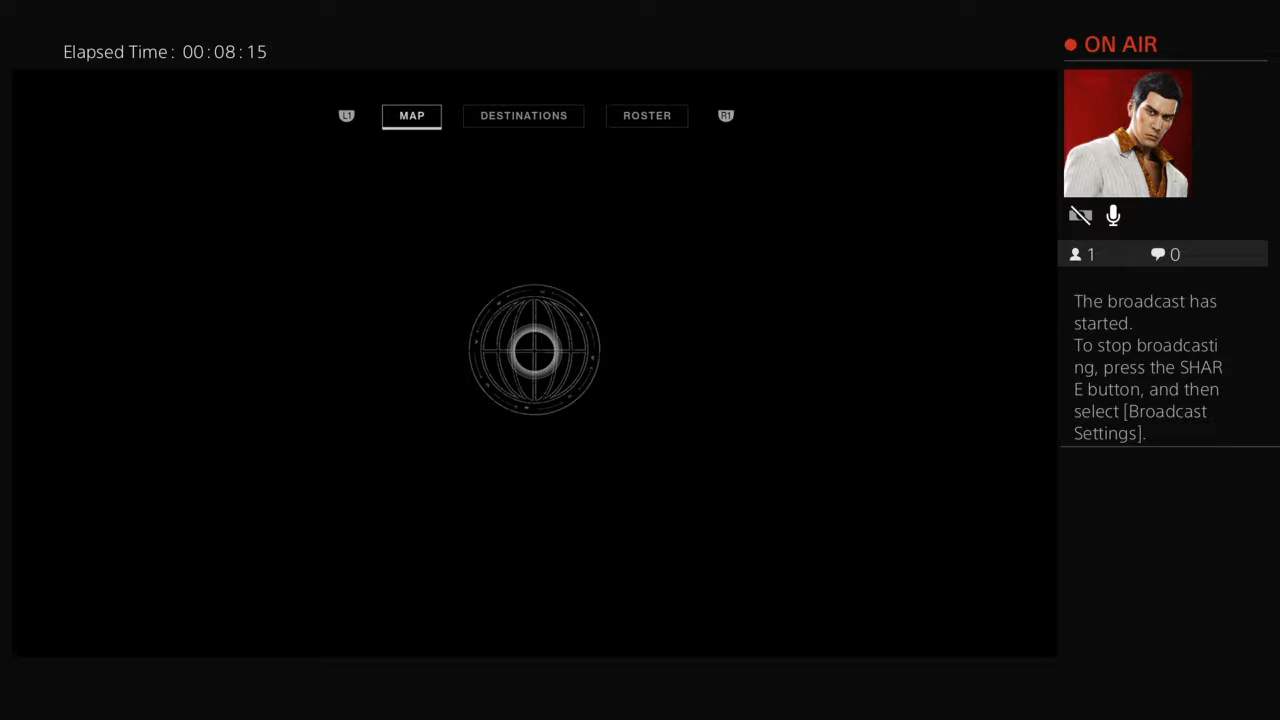 Elapsed Time: 00:08:15
ON AIR
L1 MAP DESTINATIONS ROSTER R1
1 0
The broadcast has
started.
To stop broadcasti
ng, press the SHAR
E button, and then
select [Broadcast
Settings].